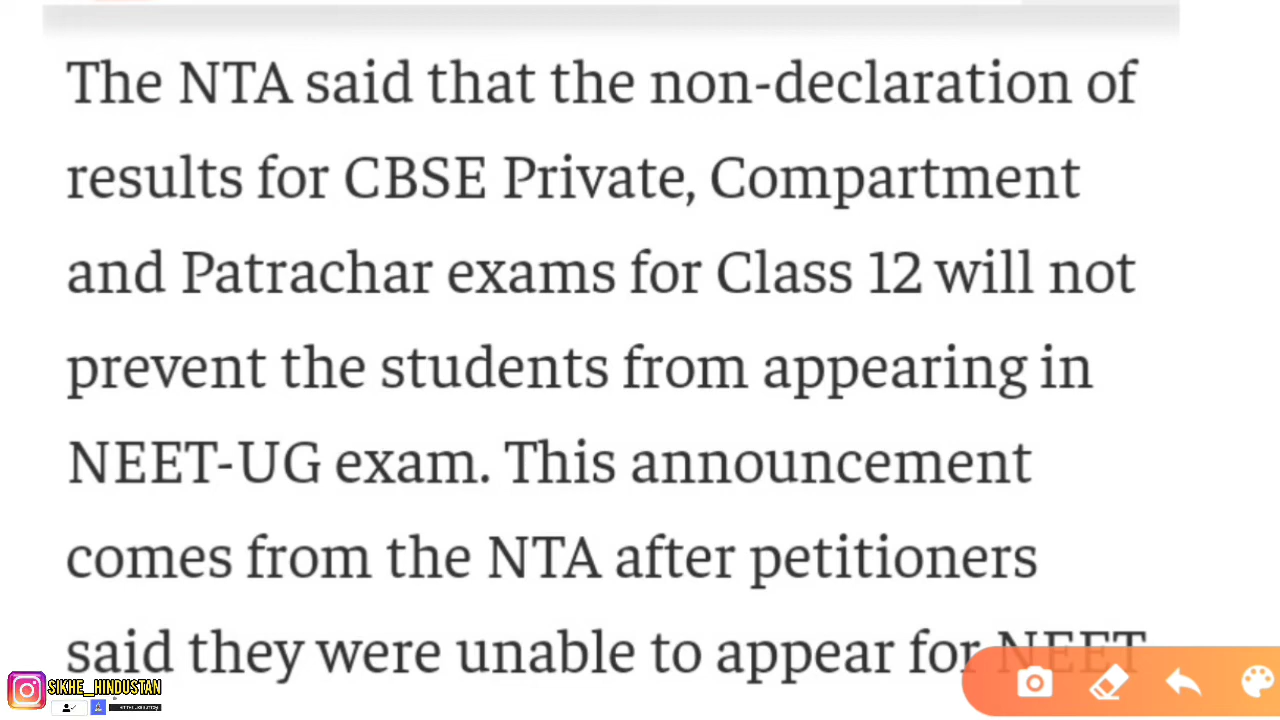 The NTA said that the non-declaration of
results for CBSE Private, Compartment
and Patrachar exams for Class 12 will not
prevent the students from appearing in
NEET-UG exam. This announcement
comes from the NTA after petitioners
said they were unable to appear for NEET
SIKHE_HINDUSTAN